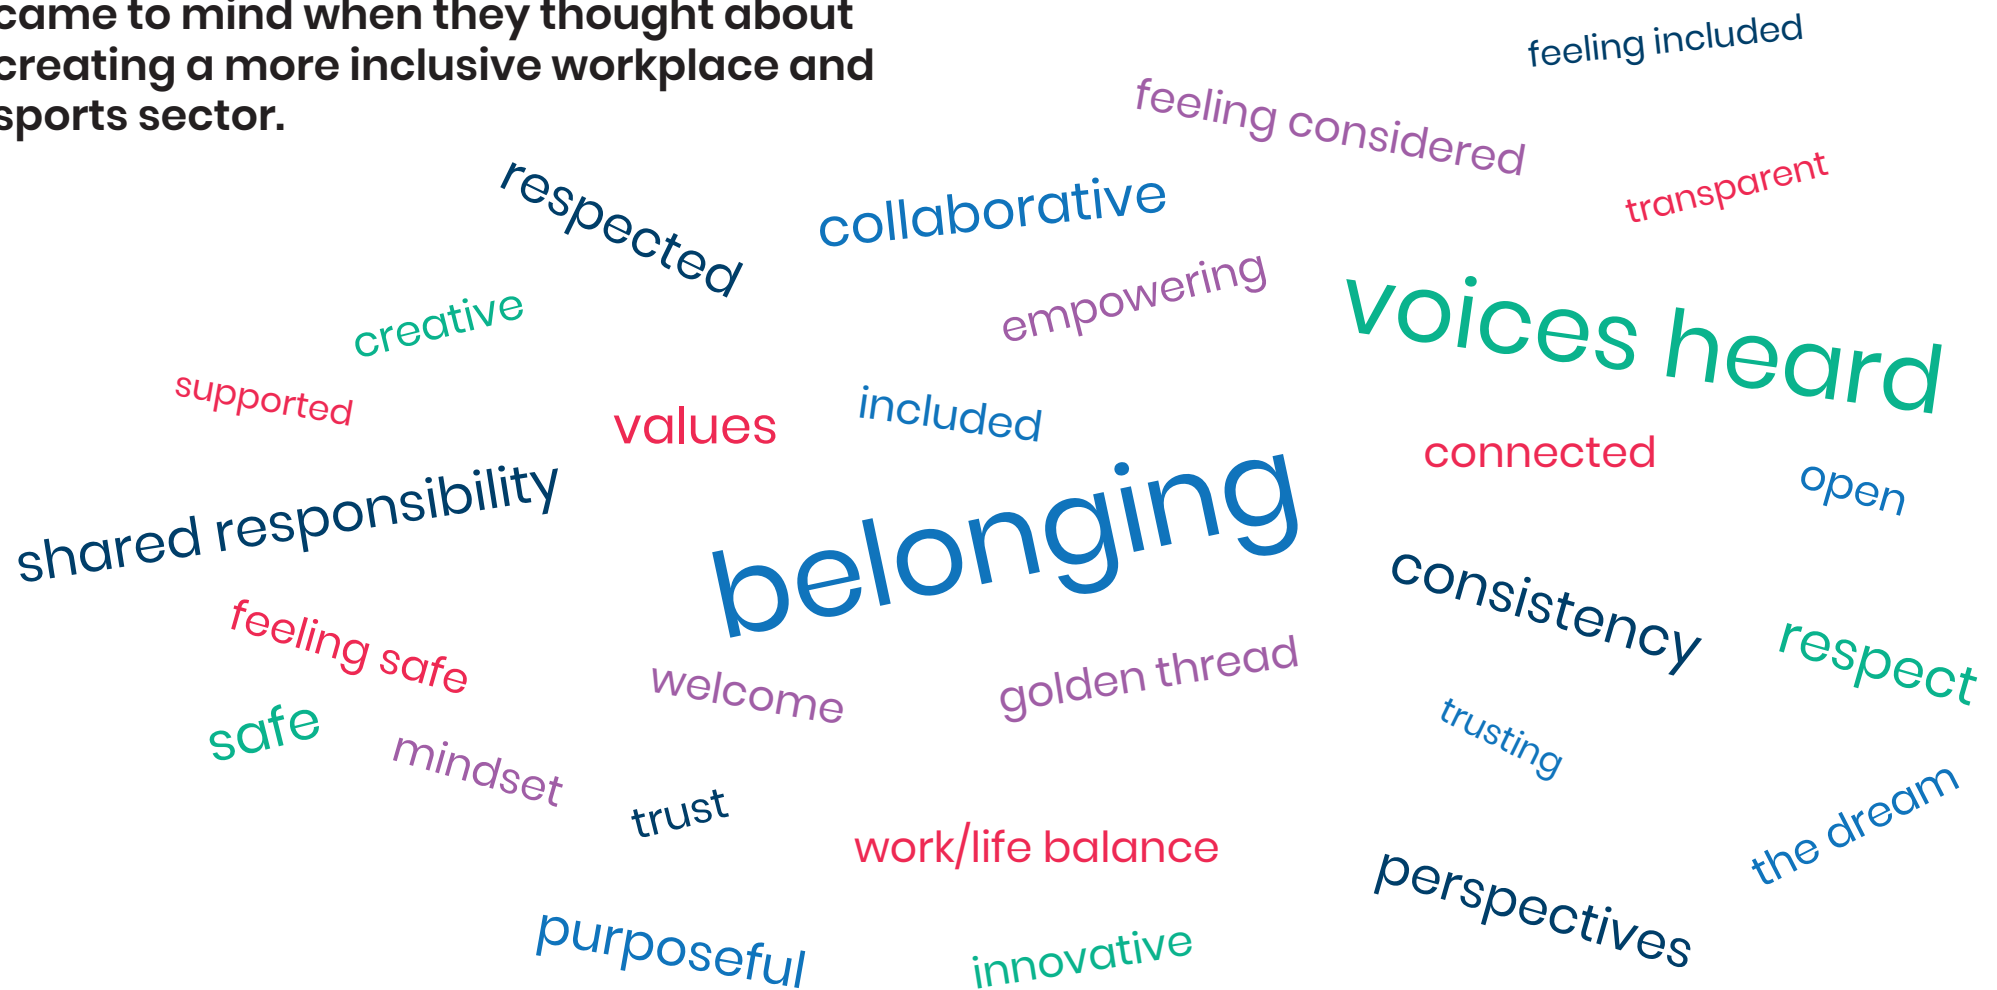 came to mind when they thought about
creating a more inclusive workplace and
sports sector.
feeling included
feeling considered
transparent
respected
collaborative
empowering
creative
voices heard
supported
values
included
connected
open
shared responsibility
belonging
consistency
feeling safe
respect
welcome
golden thread
safe
mindset
trusting
trust
work/life balance
the dream
perspectives
purposeful
innovative